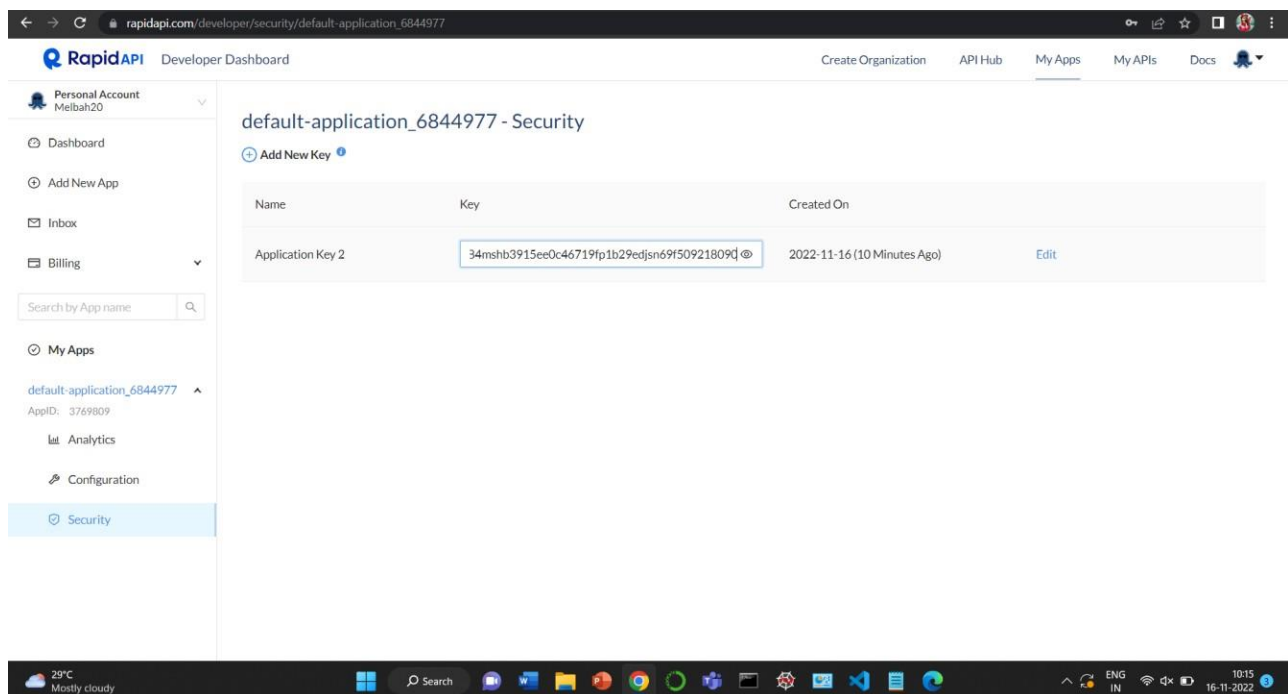 rapidapi.com/developer/security/default-application_6844977
RapidAPI Developer Dashboard Create Organization API Hub My Apps My APIs Docs
Personal Account
Melbah20
default-application_6844977 - Security
Dashboard
Add New Key
Add New App
Name Key Created On
Inbox
Application Key 2 34mshb3915ee0c46719fp1b29edjsn69f509218090 2022-11-16 (10 Minutes Ago) Edit
Billing
Search by App name
My Apps
default-application_6844977
AppID: 3769809
Analytics
Configuration
Security
29°C
Mostly cloudy
Search
ENG
IN
10:15
16-11-2022
3